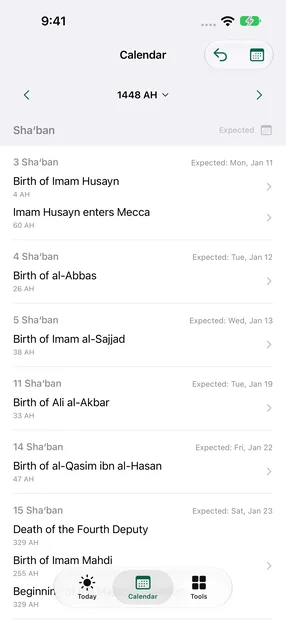 9:41
Calendar
1448 AH
Sha'ban
Expected
3 Sha'ban
Expected: Mon, Jan 11
Birth of Imam Husayn
4 AH
Imam Husayn enters Mecca
60 AH
4 Sha'ban
Expected: Tue, Jan 12
Birth of al-Abbas
26 AH
5 Sha'ban
Expected: Wed, Jan 13
Birth of Imam al-Sajjad
38 AH
11 Sha'ban
Expected: Tue, Jan 19
Birth of Ali al-Akbar
33 AH
14 Sha'ban
Expected: Fri, Jan 22
Birth of al-Qasim ibn al-Hasan
47 AH
15 Sha'ban
Expected: Sat, Jan 23
Death of the Fourth Deputy
329 AH
Birth of Imam Mahdi
255 AH
329 AH
Today
Calendar
Tools